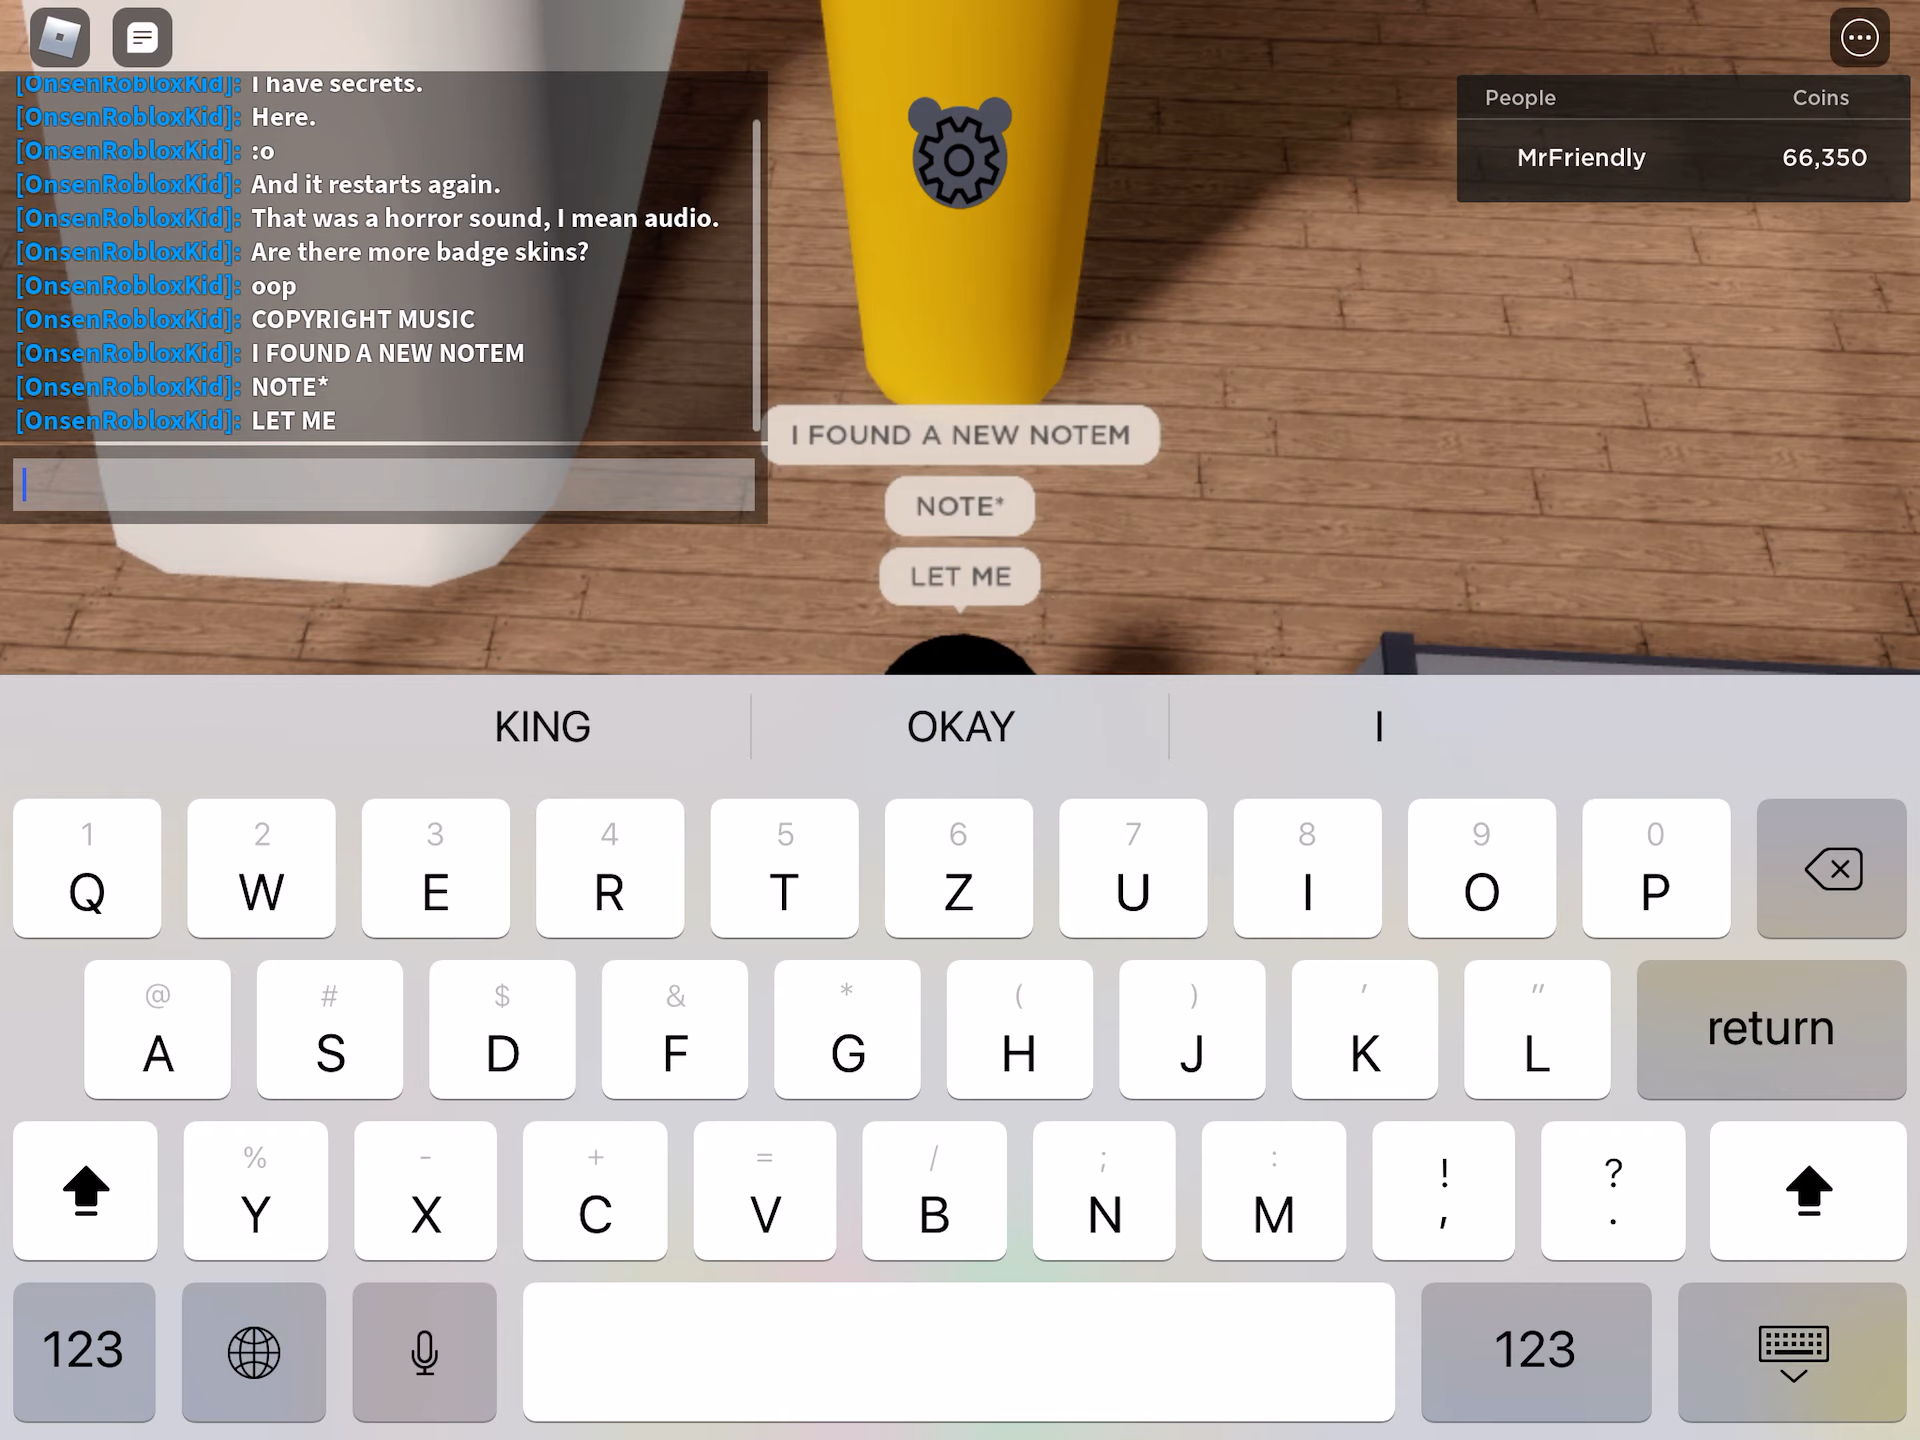 [OnsenRobloxKid]: I have secrets.
[OnsenRobloxKid]: Here.
[OnsenRobloxKid]: :o
[OnsenRobloxKid]: And it restarts again.
[OnsenRobloxKid]: That was a horror sound, I mean audio.
[OnsenRobloxKid]: Are there more badge skins?
[OnsenRobloxKid]: oop
[OnsenRobloxKid]: COPYRIGHT MUSIC
[OnsenRobloxKid]: I FOUND A NEW NOTEM
[OnsenRobloxKid]: NOTE*
[OnsenRobloxKid]: LET ME
People Coins
MrFriendly 66,350
I FOUND A NEW NOTEM
NOTE*
LET ME
KING OKAY I
1 2 3 4 5 6 7 8 9 0
Q W E R T Z U I O P
@ # $ & * ( ) ' "
A S D F G H J K L return
% - + = / ; : ! ?
Y X C V B N M , .
123 123